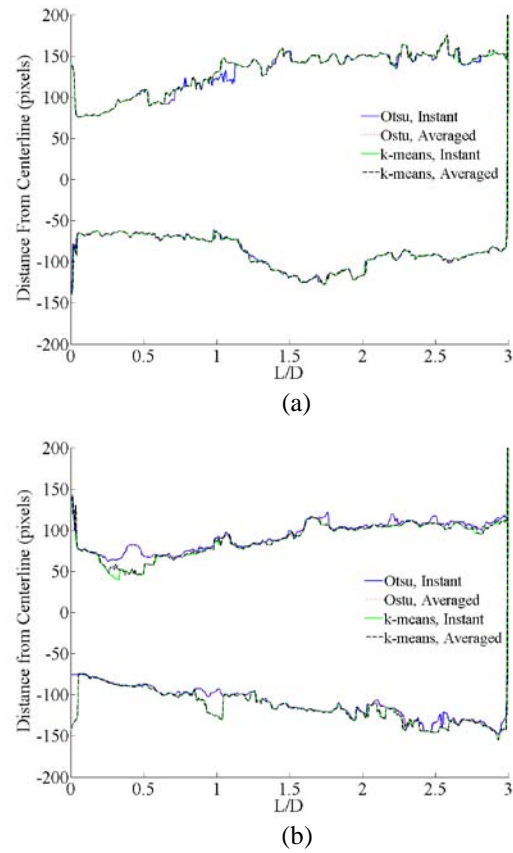 200
150
100
50
0
-50
-100
-150
-200
Distance From Centerline (pixels)
Otsu, Instant
Ostu, Averaged
k-means, Instant
k-means, Averaged
0 0.5 1 1.5 2 2.5 3
L/D
(a)
200
150
100
50
0
-50
-100
-150
-200
Distance from Centerline (pixels)
Otsu, Instant
Ostu, Averaged
k-means, Instant
k-means, Averaged
0 0.5 1 1.5 2 2.5 3
L/D
(b)